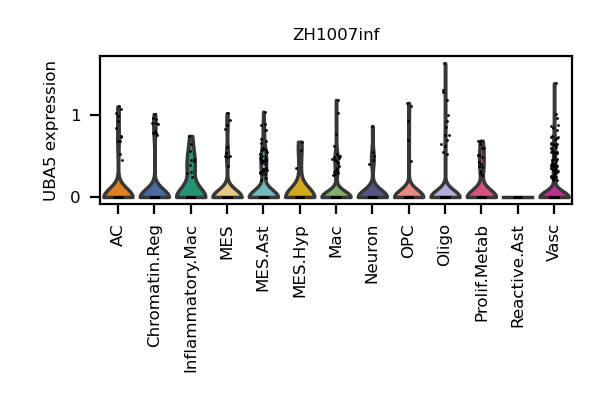 ZH1007inf
UBA5 expression
1
0
AC
Chromatin.Reg
Inflammatory.Mac
MES
MES.Ast
MES.Hyp
Mac
Neuron
OPC
Oligo
Prolif.Metab
Reactive.Ast
Vasc